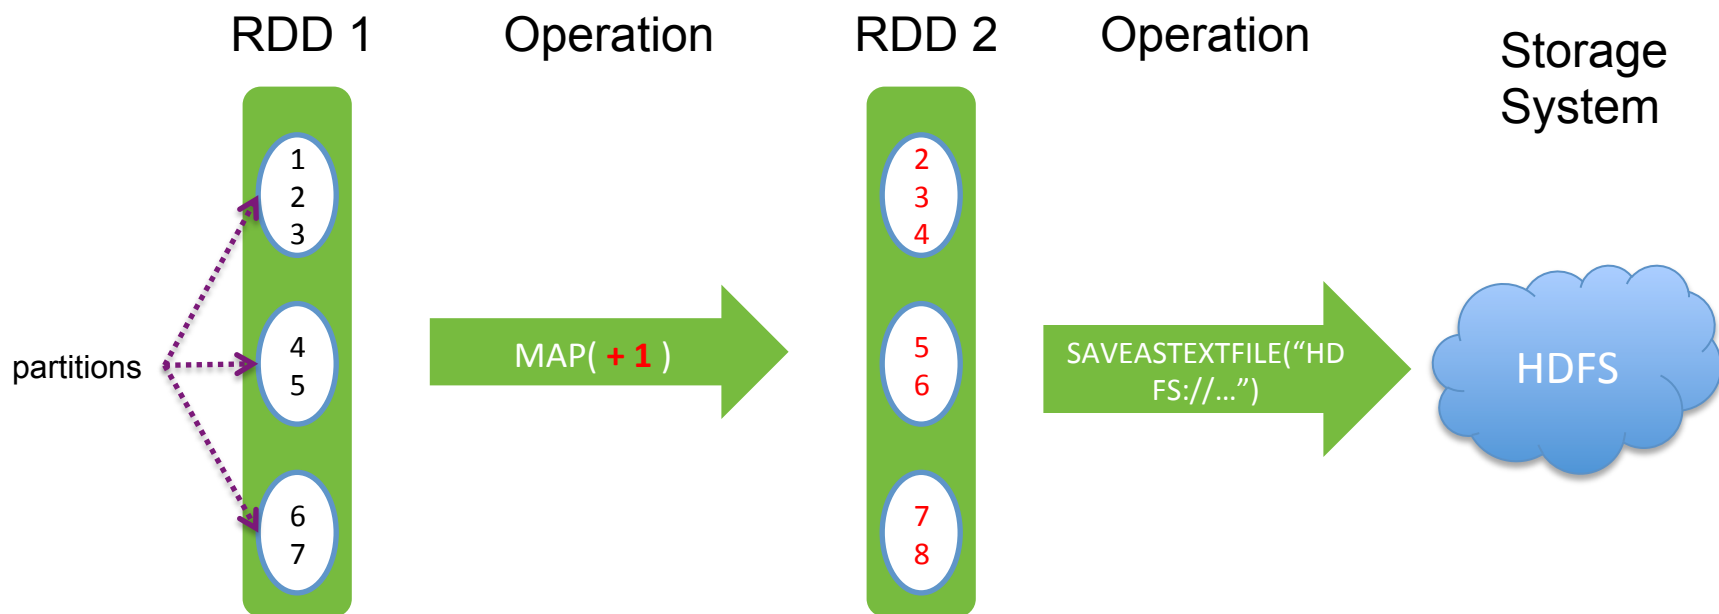 RDD 1
Operation
RDD 2
Operation
Storage
System
partitions
1
2
3
4
5
6
7
MAP( + 1 )
2
3
4
5
6
7
8
SAVEASTEXTFILE(“HD
FS://…”)
HDFS